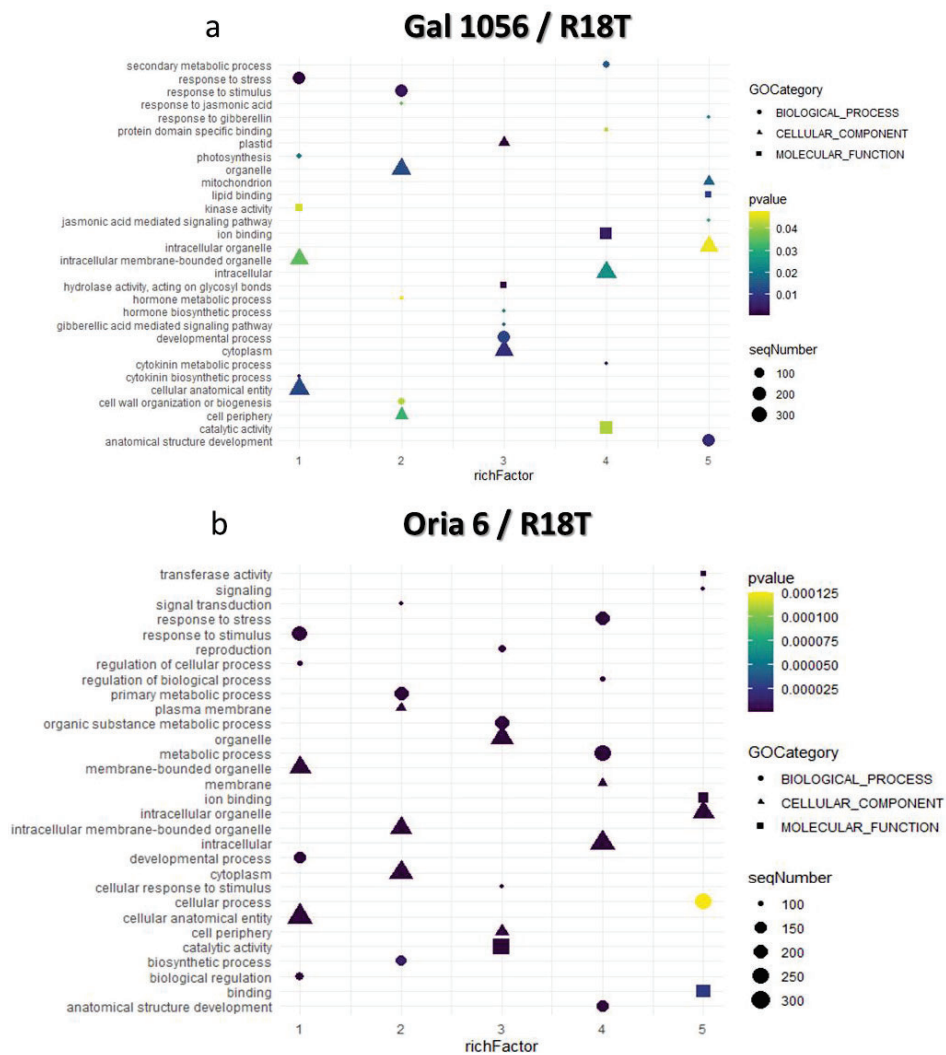 a
Gal 1056 / R18T
secondary metabolic process
response to stress
response to stimulus
response to jasmonic acid
response to gibberellin
protein domain specific binding
plastid
photosynthesis
organelle
mitochondrion
lipid binding
kinase activity
jasmonic acid mediated signaling pathway
ion binding
intracellular organelle
intracellular membrane-bounded organelle
intracellular
hydrolase activity, acting on glycosyl bonds
hormone metabolic process
hormone biosynthetic process
gibberellic acid mediated signaling pathway
developmental process
cytoplasm
cytokinin metabolic process
cytokinin biosynthetic process
cellular anatomical entity
cell wall organization or biogenesis
cell periphery
catalytic activity
anatomical structure development
1 2 3 4 5
richFactor
GOCategory
BIOLOGICAL_PROCESS
CELLULAR_COMPONENT
MOLECULAR_FUNCTION
pvalue
0.04
0.03
0.02
0.01
seqNumber
100
200
300
b
Oria 6 / R18T
transferase activity
signaling
signal transduction
response to stress
response to stimulus
reproduction
regulation of cellular process
regulation of biological process
primary metabolic process
plasma membrane
organic substance metabolic process
organelle
metabolic process
membrane-bounded organelle
membrane
ion binding
intracellular organelle
intracellular membrane-bounded organelle
intracellular
developmental process
cytoplasm
cellular response to stimulus
cellular process
cellular anatomical entity
cell periphery
catalytic activity
biosynthetic process
biological regulation
binding
anatomical structure development
1 2 3 4 5
richFactor
pvalue
0.000125
0.000100
0.000075
0.000050
0.000025
GOCategory
BIOLOGICAL_PROCESS
CELLULAR_COMPONENT
MOLECULAR_FUNCTION
seqNumber
100
150
200
250
300